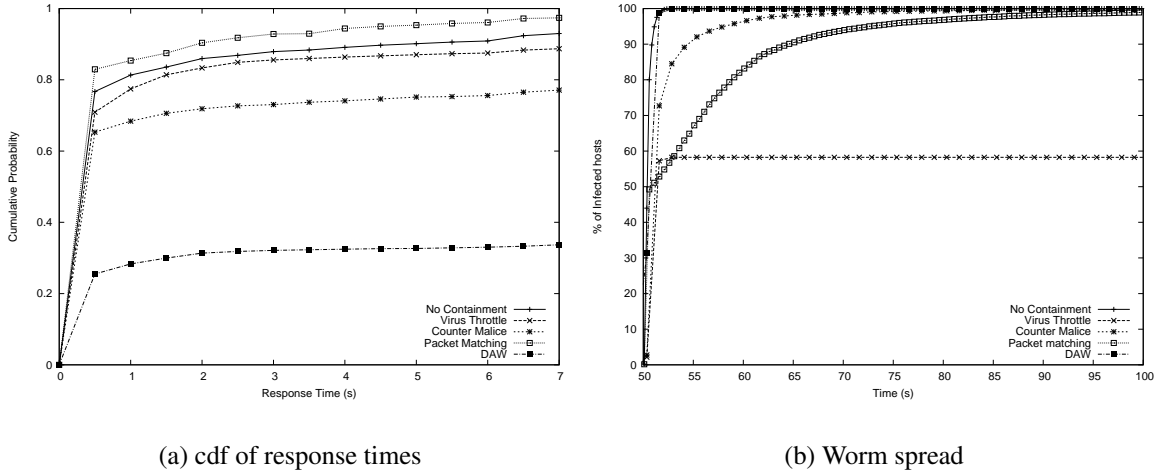 1
0.8
0.6
0.4
0.2
0
Cumulative Probability
0 1 2 3 4 5 6 7
Response Time (s)
No Containment
Virus Throttle
Counter Malice
Packet Matching
DAW
(a) cdf of response times
100
90
80
70
60
50
40
30
20
10
0
% of Infected hosts
50 55 60 65 70 75 80 85 90 95 100
Time (s)
No Containment
Virus Throttle
Counter Malice
Packet matching
DAW
(b) Worm spread